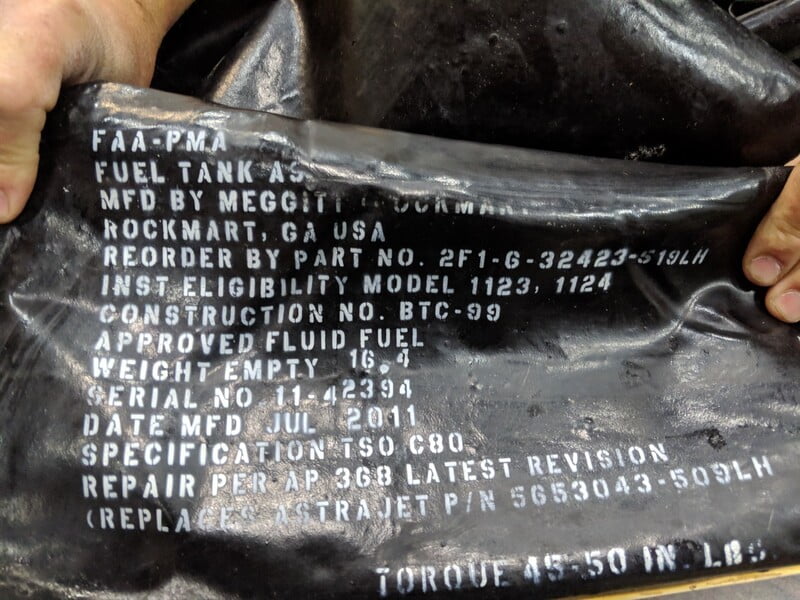 FAA-PMA
FUEL TANK
MFD BY MEGGITT
ROCKMART, GA USA
REORDER BY PART NO. 2F1-6-32423-519LH
INST ELIGIBILITY MODEL 1123, 1124
CONSTRUCTION NO. BTC-99
APPROVED FLUID FUEL
WEIGHT EMPTY 16.4
SERIAL NO 11-42394
DATE MFD JUL 2011
SPECIFICATION TSO C80
REPAIR PER AP 368 LATEST REVISION
(REPLACES ASTRAJET P/N 5653043-509LH
TORQUE 45-50 IN. LBS